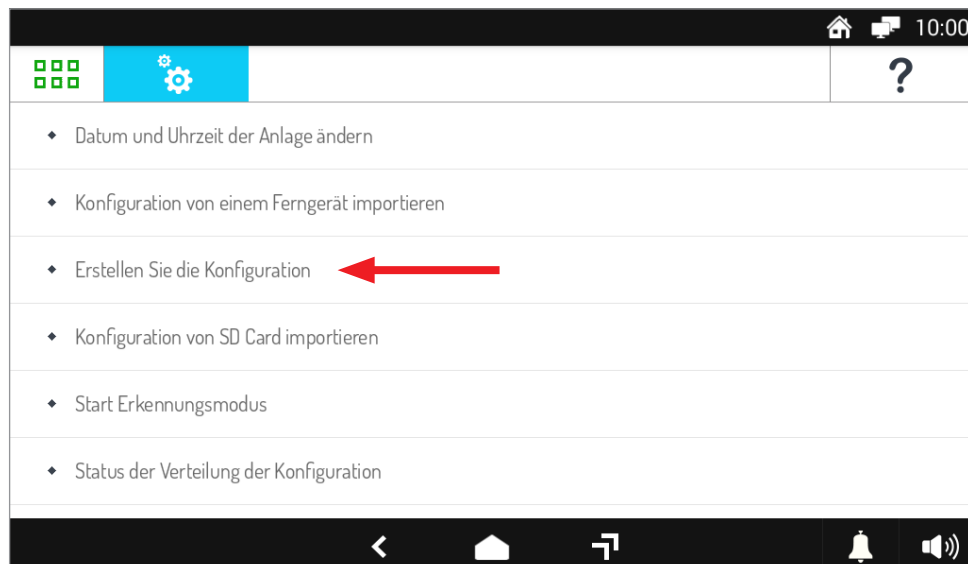 10:00
?
Datum und Uhrzeit der Anlage ändern
Konfiguration von einem Ferngerät importieren
Erstellen Sie die Konfiguration
Konfiguration von SD Card importieren
Start Erkennungsmodus
Status der Verteilung der Konfiguration